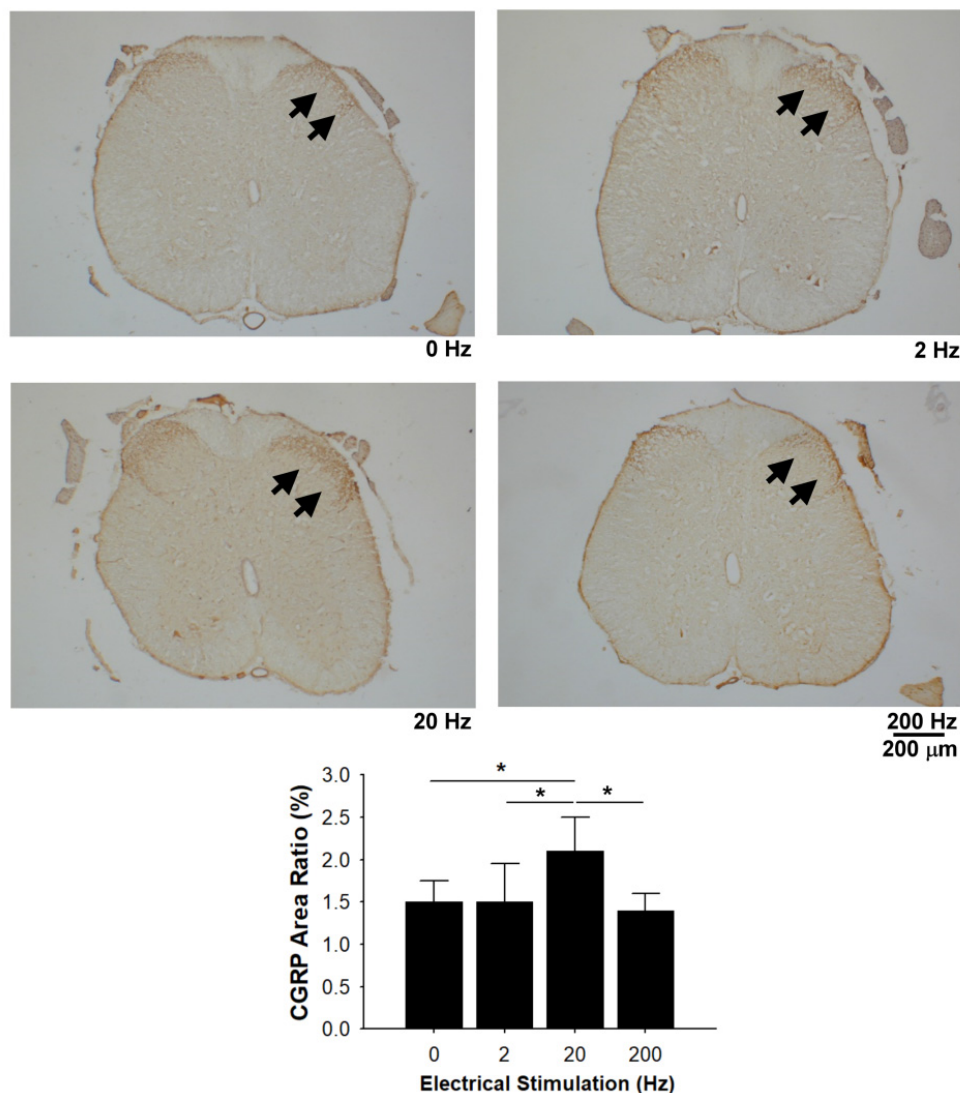 0 Hz
2 Hz
20 Hz
200 Hz
200 μm
CGRP Area Ratio (%)
3.0
2.5
2.0
1.5
1.0
0.5
0.0
*
*
*
0
2
20
200
Electrical Stimulation (Hz)